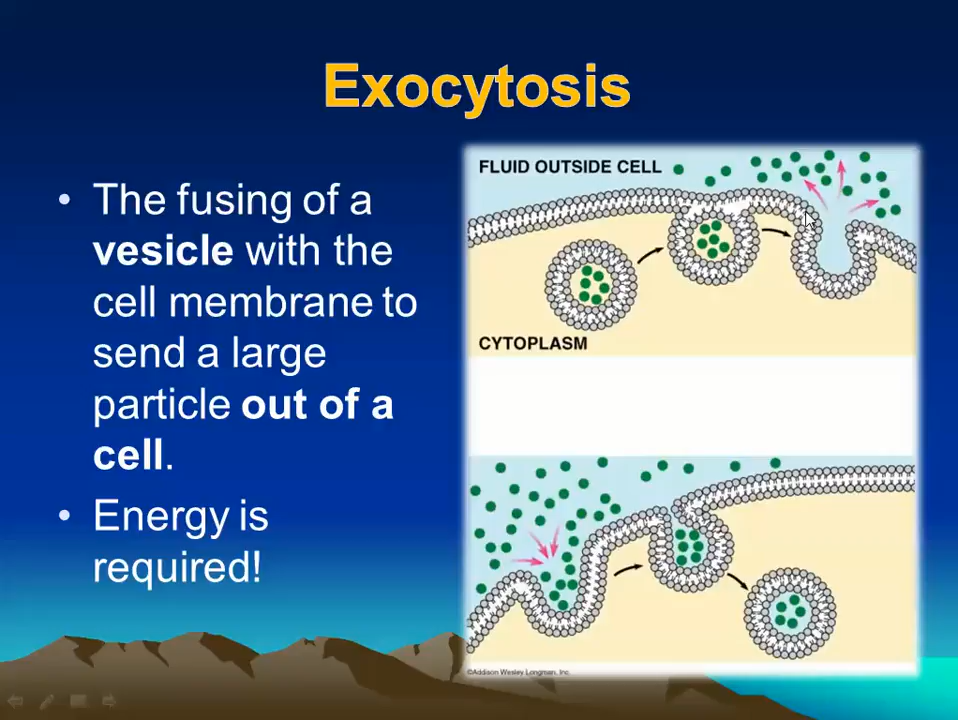 Exocytosis
• The fusing of a
vesicle with the
cell membrane to
send a large
particle out of a
cell.
• Energy is
required!
FLUID OUTSIDE CELL
CYTOPLASM
©Addison Wesley Longman, Inc.